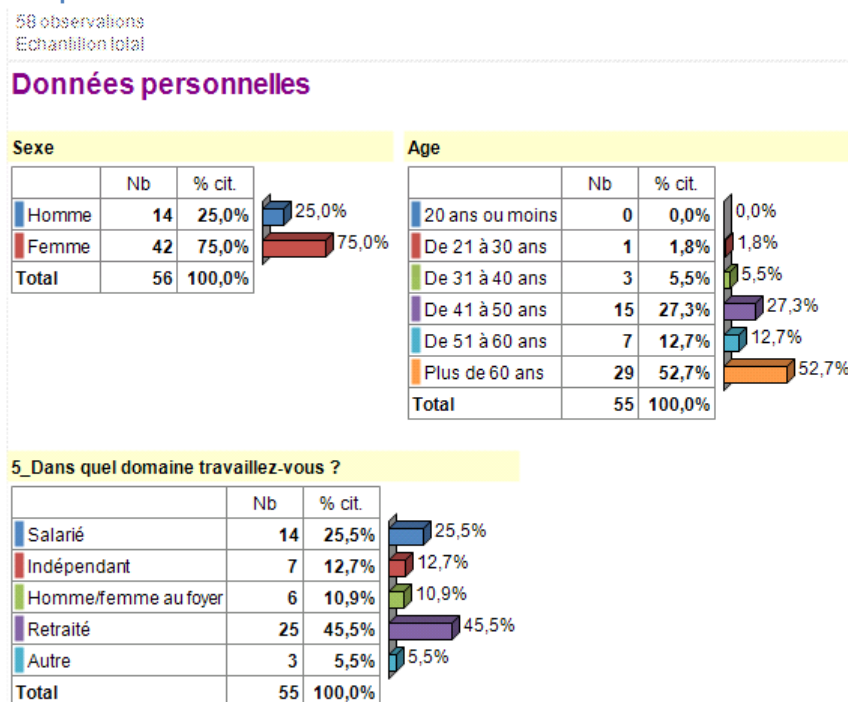 58 observations
Echantillon total
Données personnelles
Sexe
Nb % cit.
Homme 14 25,0% 25,0%
Femme 42 75,0% 75,0%
Total 56 100,0%
Age
Nb % cit.
20 ans ou moins 0 0,0% 0,0%
De 21 à 30 ans 1 1,8% 1,8%
De 31 à 40 ans 3 5,5% 5,5%
De 41 à 50 ans 15 27,3% 27,3%
De 51 à 60 ans 7 12,7% 12,7%
Plus de 60 ans 29 52,7% 52,7%
Total 55 100,0%
5_Dans quel domaine travaillez-vous ?
Nb % cit.
Salarié 14 25,5% 25,5%
Indépendant 7 12,7% 12,7%
Homme/femme au foyer 6 10,9% 10,9%
Retraité 25 45,5% 45,5%
Autre 3 5,5% 5,5%
Total 55 100,0%